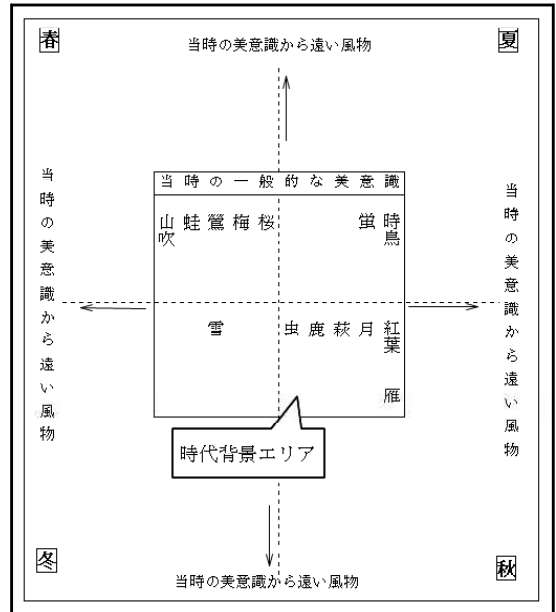 春
夏
当時の美意識から遠い風物
当時の美意識から遠い風物
当時の美意識から遠い風物
当時の一般的な美意識
時鳥
蛍
桜
梅
鶯
蛙
山吹
紅葉 雁
月
萩
鹿
虫
雪
時代背景エリア
冬
秋
当時の美意識から遠い風物